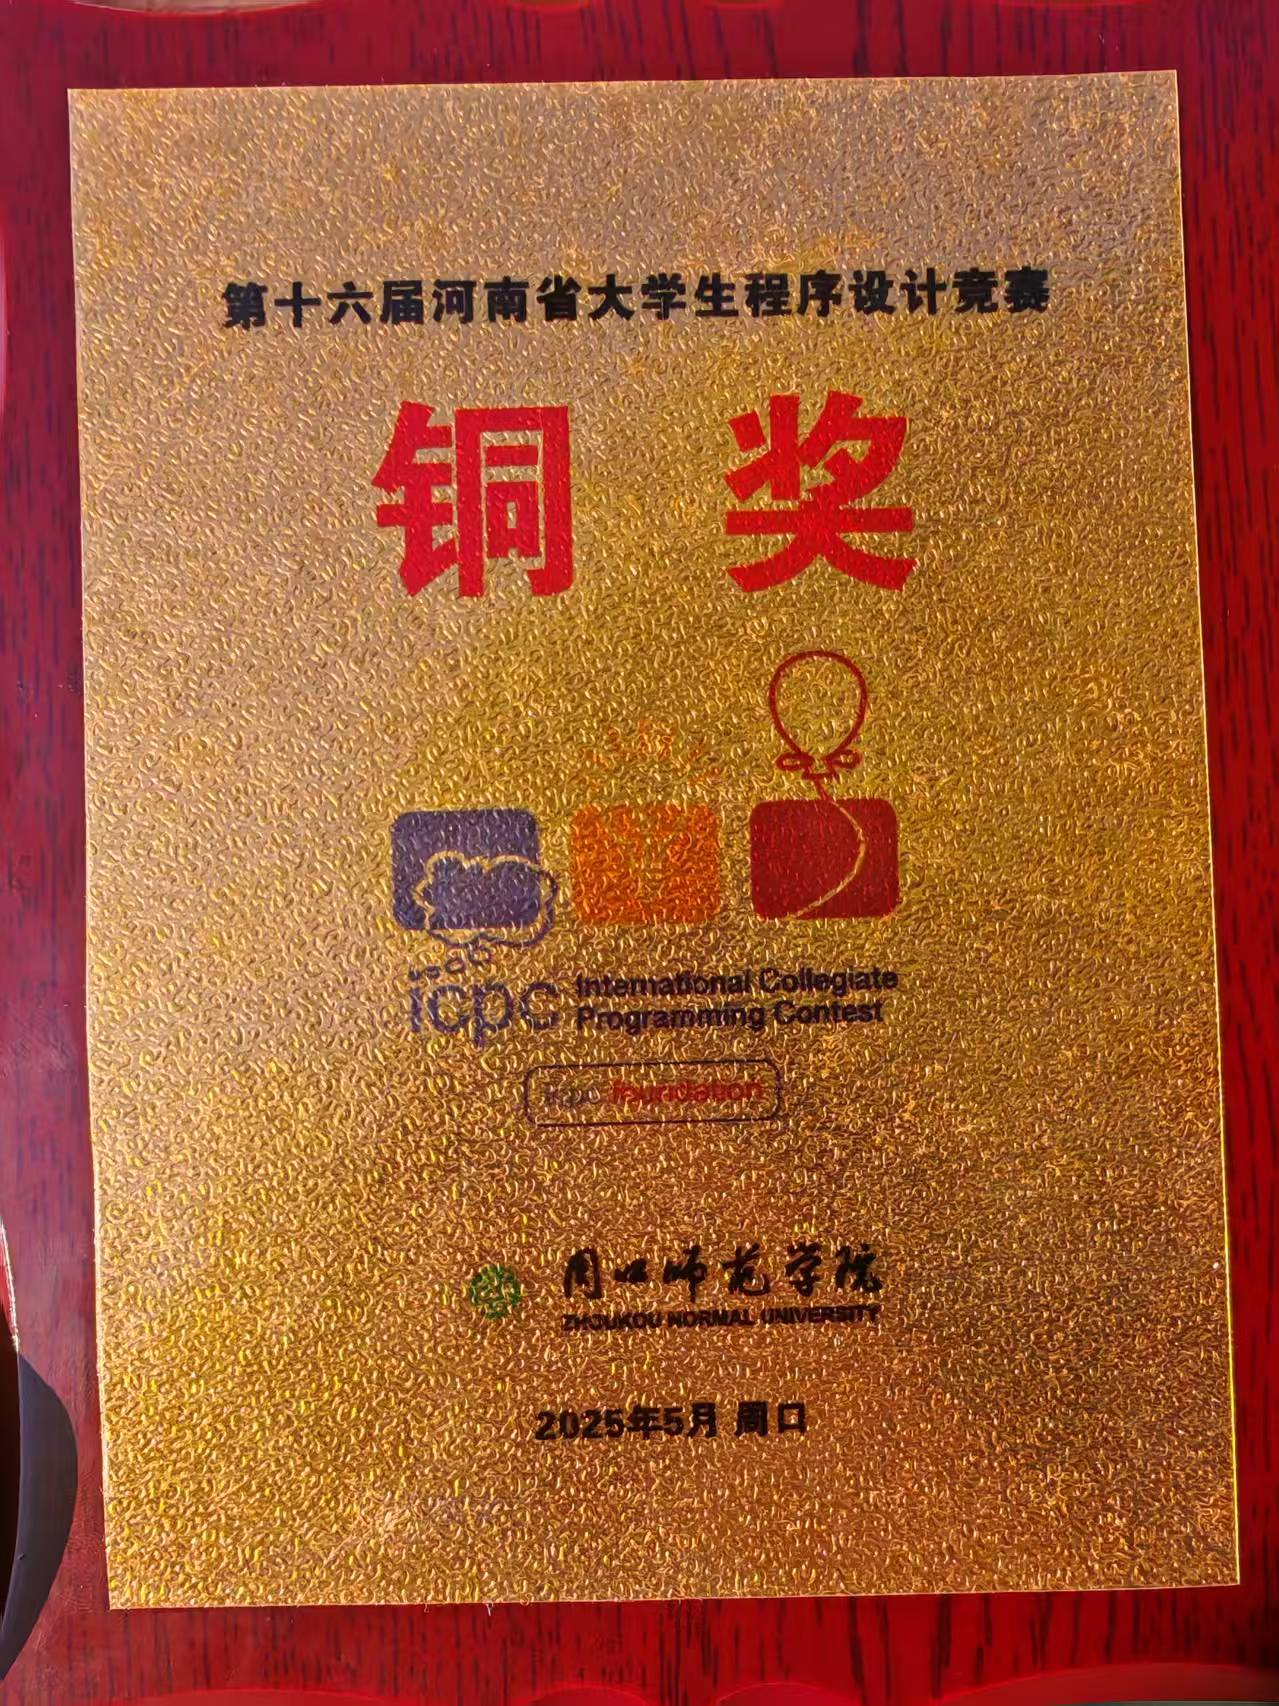 第十六届河南省大学生程序设计竞赛
铜奖
icpc International Collegiate
Programming Contest
icpc foundation
周口师范学院
ZHOUKOU NORMAL UNIVERSITY
2025年5月 周口